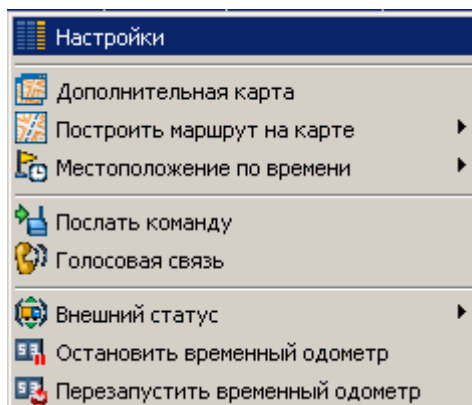 Настройки
Дополнительная карта
Построить маршрут на карте
Местоположение по времени
Послать команду
Голосовая связь
Внешний статус
Остановить временный одометр
Перезапустить временный одометр